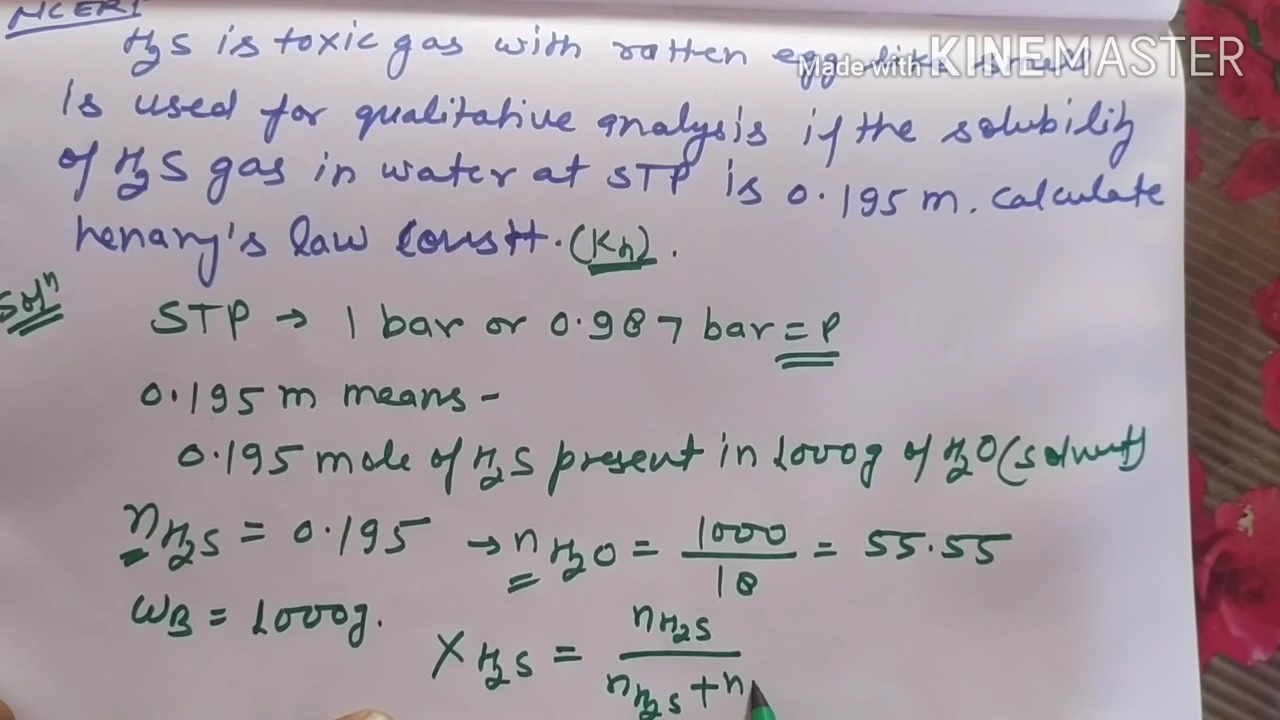 NCERT
H2S is toxic gas with rotten egg like smell
Made with KINEMASTER
is used for qualitative analysis if the solubility
of H2S gas in water at STP is 0.195 m. calculate
henary's law constt. (Kh).
Solⁿ
STP → 1 bar or 0.987 bar = P
0.195 m means -
0.195 mole of H2S present in 1000g of H2O (solvent)
nH2S = 0.195 → nH2O = 1000/18 = 55.55
WB = 1000g.
XH2S = nH2S/nH2S + n